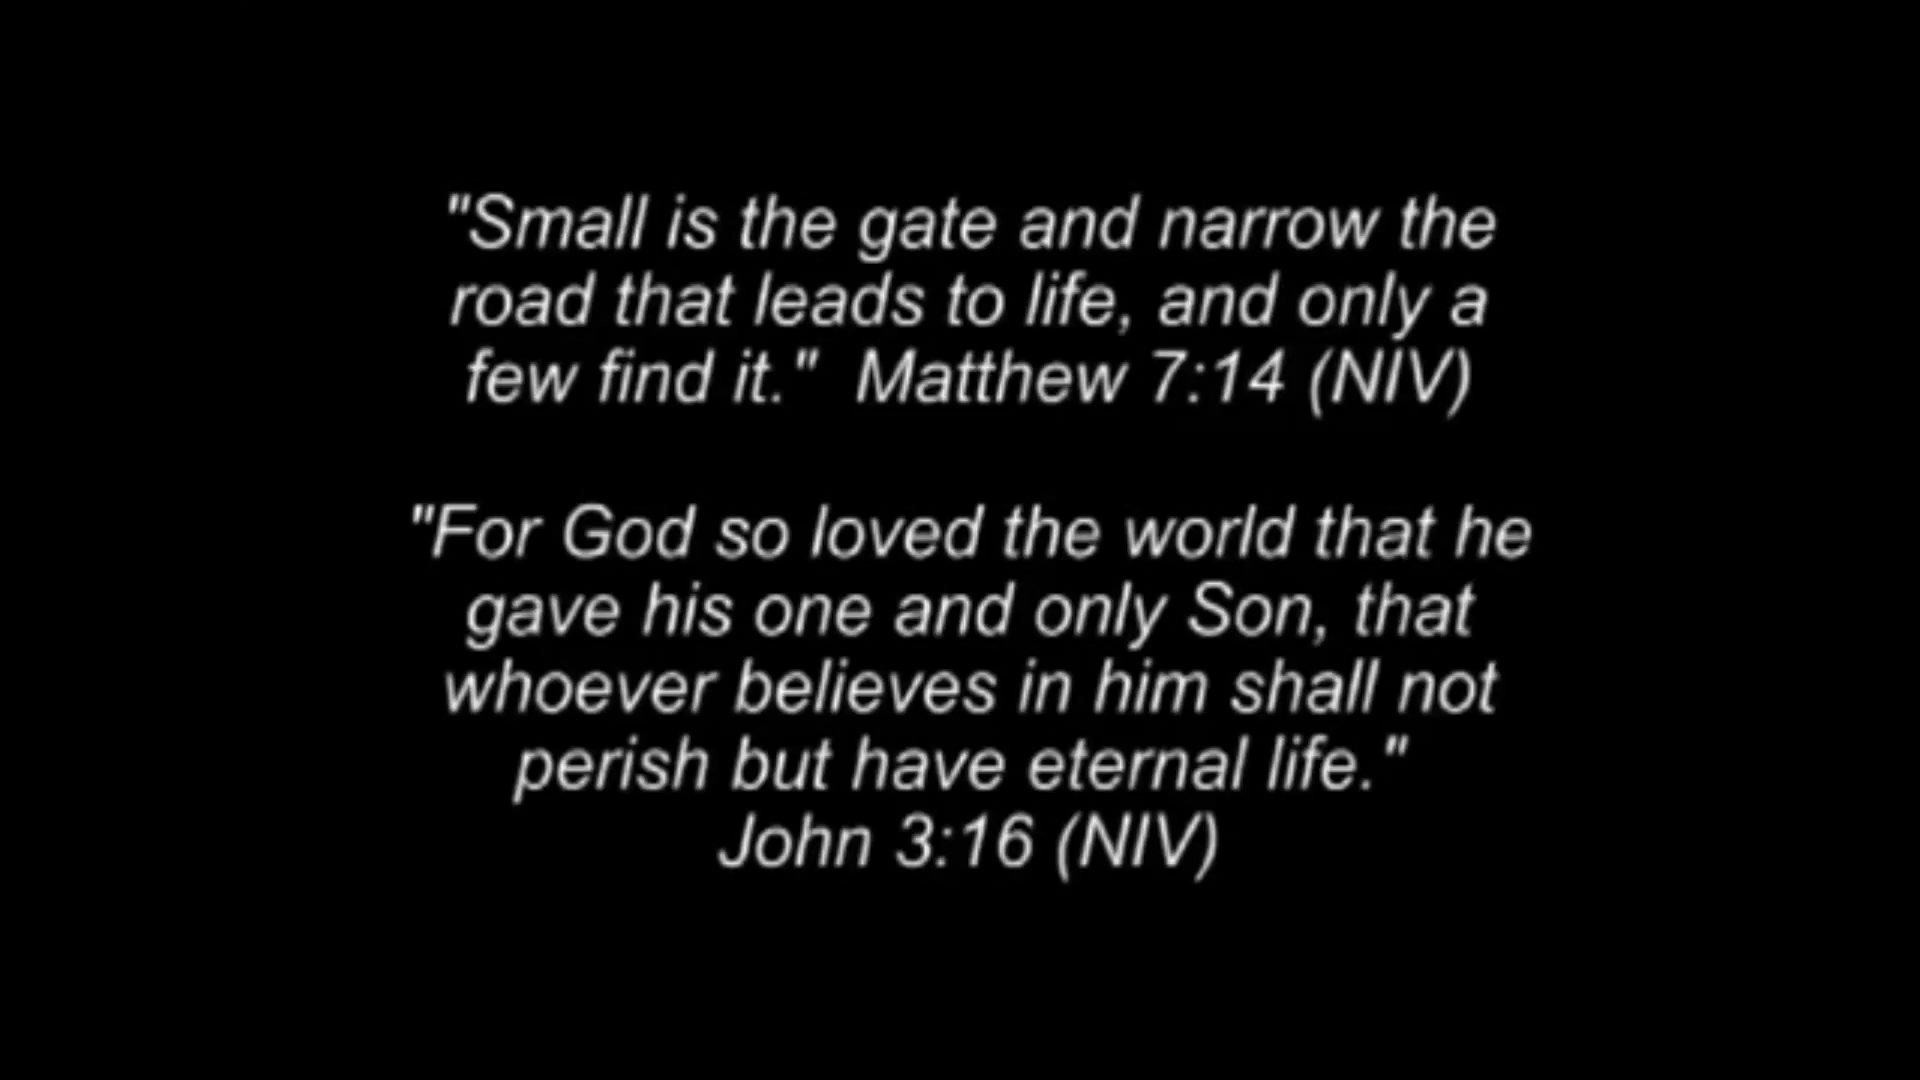 "Small is the gate and narrow the
road that leads to life, and only a
few find it."  Matthew 7:14 (NIV)
"For God so loved the world that he
gave his one and only Son, that
whoever believes in him shall not
perish but have eternal life."
John 3:16 (NIV)